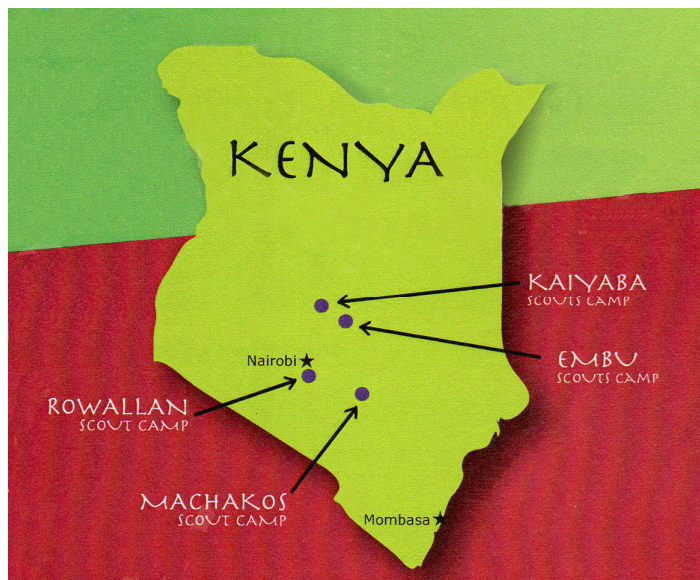 KENYA
KAIYABA
SCOUTS CAMP
EMBU
SCOUTS CAMP
Nairobi
ROWALLAN
SCOUT CAMP
MACHAKOS
SCOUT CAMP
Mombasa